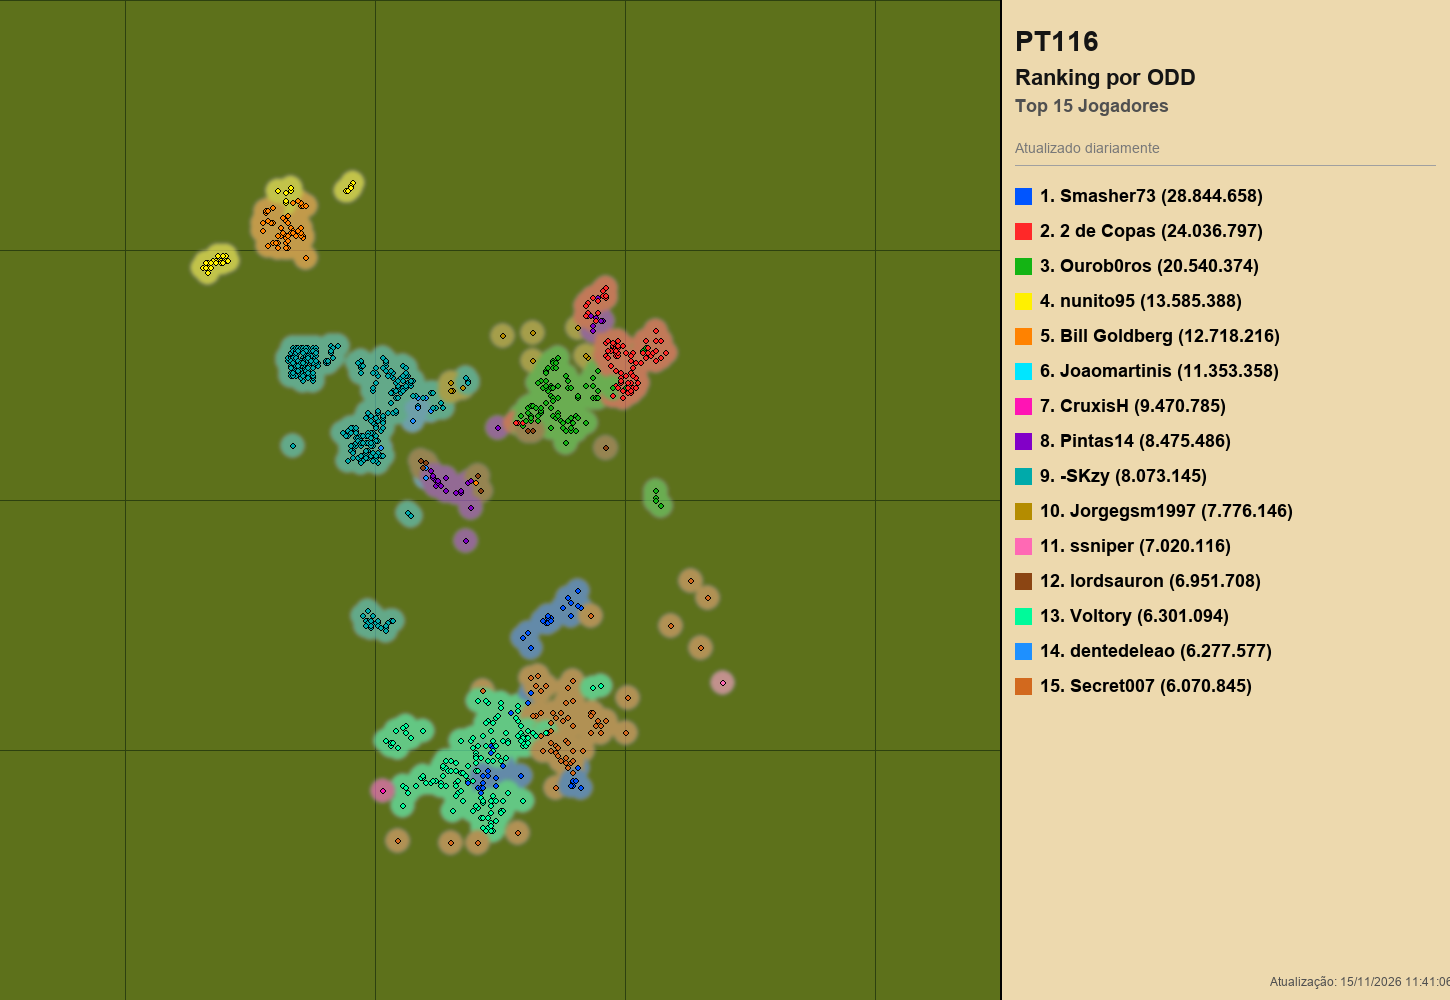 PT116
Ranking por ODD
Top 15 Jogadores
Atualizado diariamente
1. Smasher73 (28.844.658)
2. 2 de Copas (24.036.797)
3. Ourob0ros (20.540.374)
4. nunito95 (13.585.388)
5. Bill Goldberg (12.718.216)
6. Joaomartinis (11.353.358)
7. CruxisH (9.470.785)
8. Pintas14 (8.475.486)
9. -SKzy (8.073.145)
10. Jorgegsm1997 (7.776.146)
11. ssniper (7.020.116)
12. lordsauron (6.951.708)
13. Voltory (6.301.094)
14. dentedeleao (6.277.577)
15. Secret007 (6.070.845)
Atualização: 15/11/2026 11:41:06